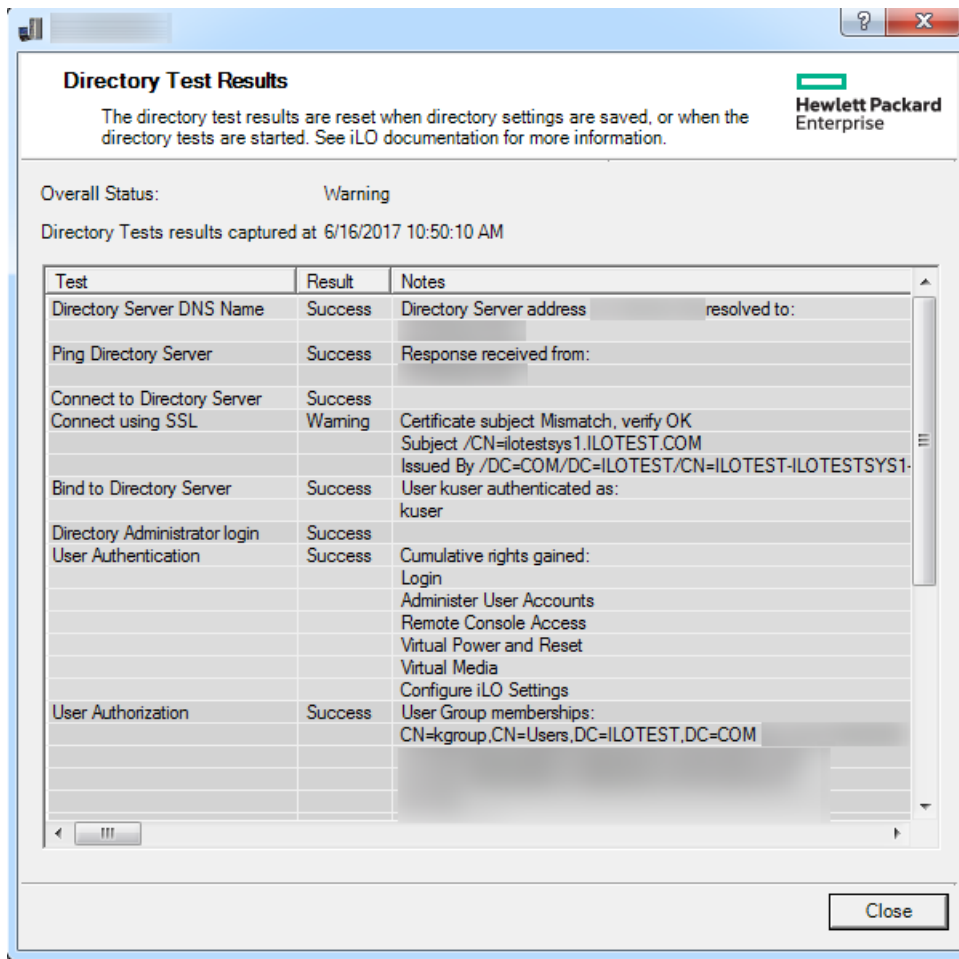 Directory Test Results
The directory test results are reset when directory settings are saved, or when the
directory tests are started. See iLO documentation for more information.
Hewlett Packard
Enterprise
Overall Status: Warning
Directory Tests results captured at 6/16/2017 10:50:10 AM
Test Result Notes
Directory Server DNS Name Success Directory Server address resolved to:
Ping Directory Server Success Response received from:
Connect to Directory Server Success
Connect using SSL Warning Certificate subject Mismatch, verify OK
Subject /CN=ilotestsys1.ILOTEST.COM
Issued By /DC=COM/DC=ILOTEST/CN=ILOTEST-ILOTESTSYS1-
Bind to Directory Server Success User kuser authenticated as:
kuser
Directory Administrator login Success
User Authentication Success Cumulative rights gained:
Login
Administer User Accounts
Remote Console Access
Virtual Power and Reset
Virtual Media
Configure iLO Settings
User Authorization Success User Group memberships:
CN=kgroup,CN=Users,DC=ILOTEST,DC=COM
Close